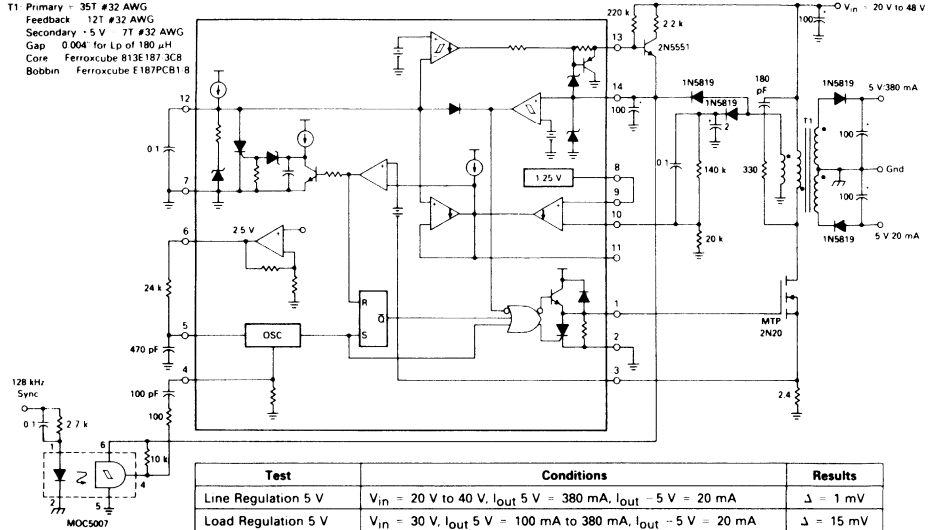 T1: Primary - 35T #32 AWG
Feedback 12T #32 AWG
Secondary · 5 V 7T #32 AWG
Gap 0.004" for Lp of 180 µH
Core Ferroxcube 813E187·3C8
Bobbin Ferroxcube E187PCB1·8
220 k
2 2 k
100
Vin = 20 V to 48 V
13
2N5551
14
100
1N5819
1N5819
180
pF
1N5819
5 V/380 mA
2
T1
100
12
0 1
8
1.25 V
9
0 1
140 k
330
Gnd
7
10
100
6
2 5 V
11
20 k
1N5819
5 V 20 mA
24 k
R
Q
S
1
MTP
2N20
5
OSC
2
470 pF
4
3
128 kHz
Sync
100 pF
2.4
0 1
2 7 k
100
1
6
10 k
4
2
5
MOC5007
Test Conditions Results
Line Regulation 5 V Vin = 20 V to 40 V, Iout 5 V = 380 mA, Iout −5 V = 20 mA Δ = 1 mV
Load Regulation 5 V Vin = 30 V, Iout 5 V = 100 mA to 380 mA, Iout −5 V = 20 mA Δ = 15 mV